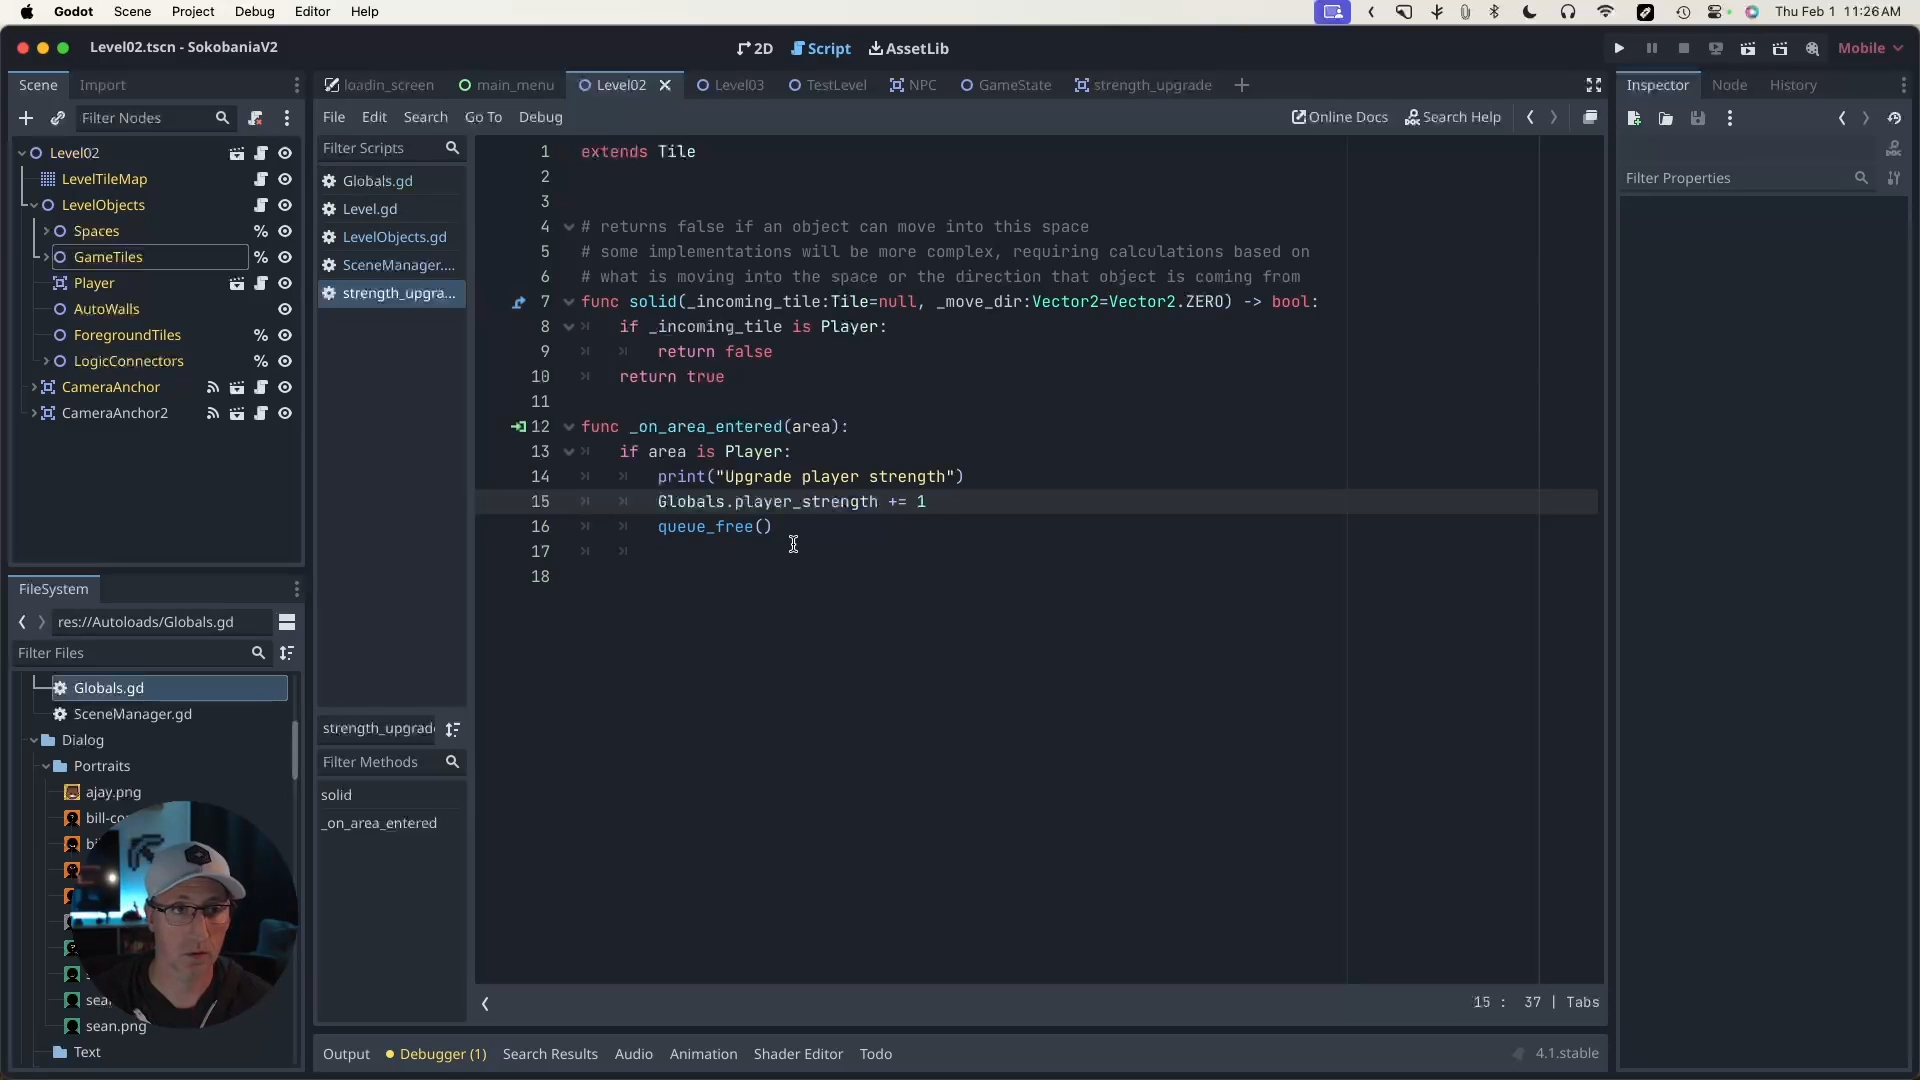 Godot Scene Project Debug Editor Help
Thu Feb 1 11:26 AM
Level02.tscn - SokobaniaV2
2D Script AssetLib
Mobile
Scene Import
Filter Nodes
Level02
LevelTileMap
LevelObjects
Spaces
GameTiles
Player
AutoWalls
ForegroundTiles
LogicConnectors
CameraAnchor
CameraAnchor2
FileSystem
res://Autoloads/Globals.gd
Filter Files
Globals.gd
SceneManager.gd
Dialog
Portraits
ajay.png
bill-co
bi
sea
sean.png
Text
loadin_screen main_menu Level02 Level03 TestLevel NPC GameState strength_upgrade
File Edit Search Go To Debug
Online Docs Search Help
Filter Scripts
Globals.gd
Level.gd
LevelObjects.gd
SceneManager....
strength_upgra...
strength_upgrade
Filter Methods
solid
_on_area_entered
1 extends Tile
2
3
4 # returns false if an object can move into this space
5 # some implementations will be more complex, requiring calculations based on
6 # what is moving into the space or the direction that object is coming from
7 func solid(_incoming_tile:Tile=null, _move_dir:Vector2=Vector2.ZERO) -> bool:
8 if _incoming_tile is Player:
9 return false
10 return true
11
12 func _on_area_entered(area):
13 if area is Player:
14 print("Upgrade player strength")
15 Globals.player_strength += 1
16 queue_free()
17
18
15 : 37 | Tabs
Output Debugger (1) Search Results Audio Animation Shader Editor Todo
4.1.stable
Inspector Node History
Filter Properties